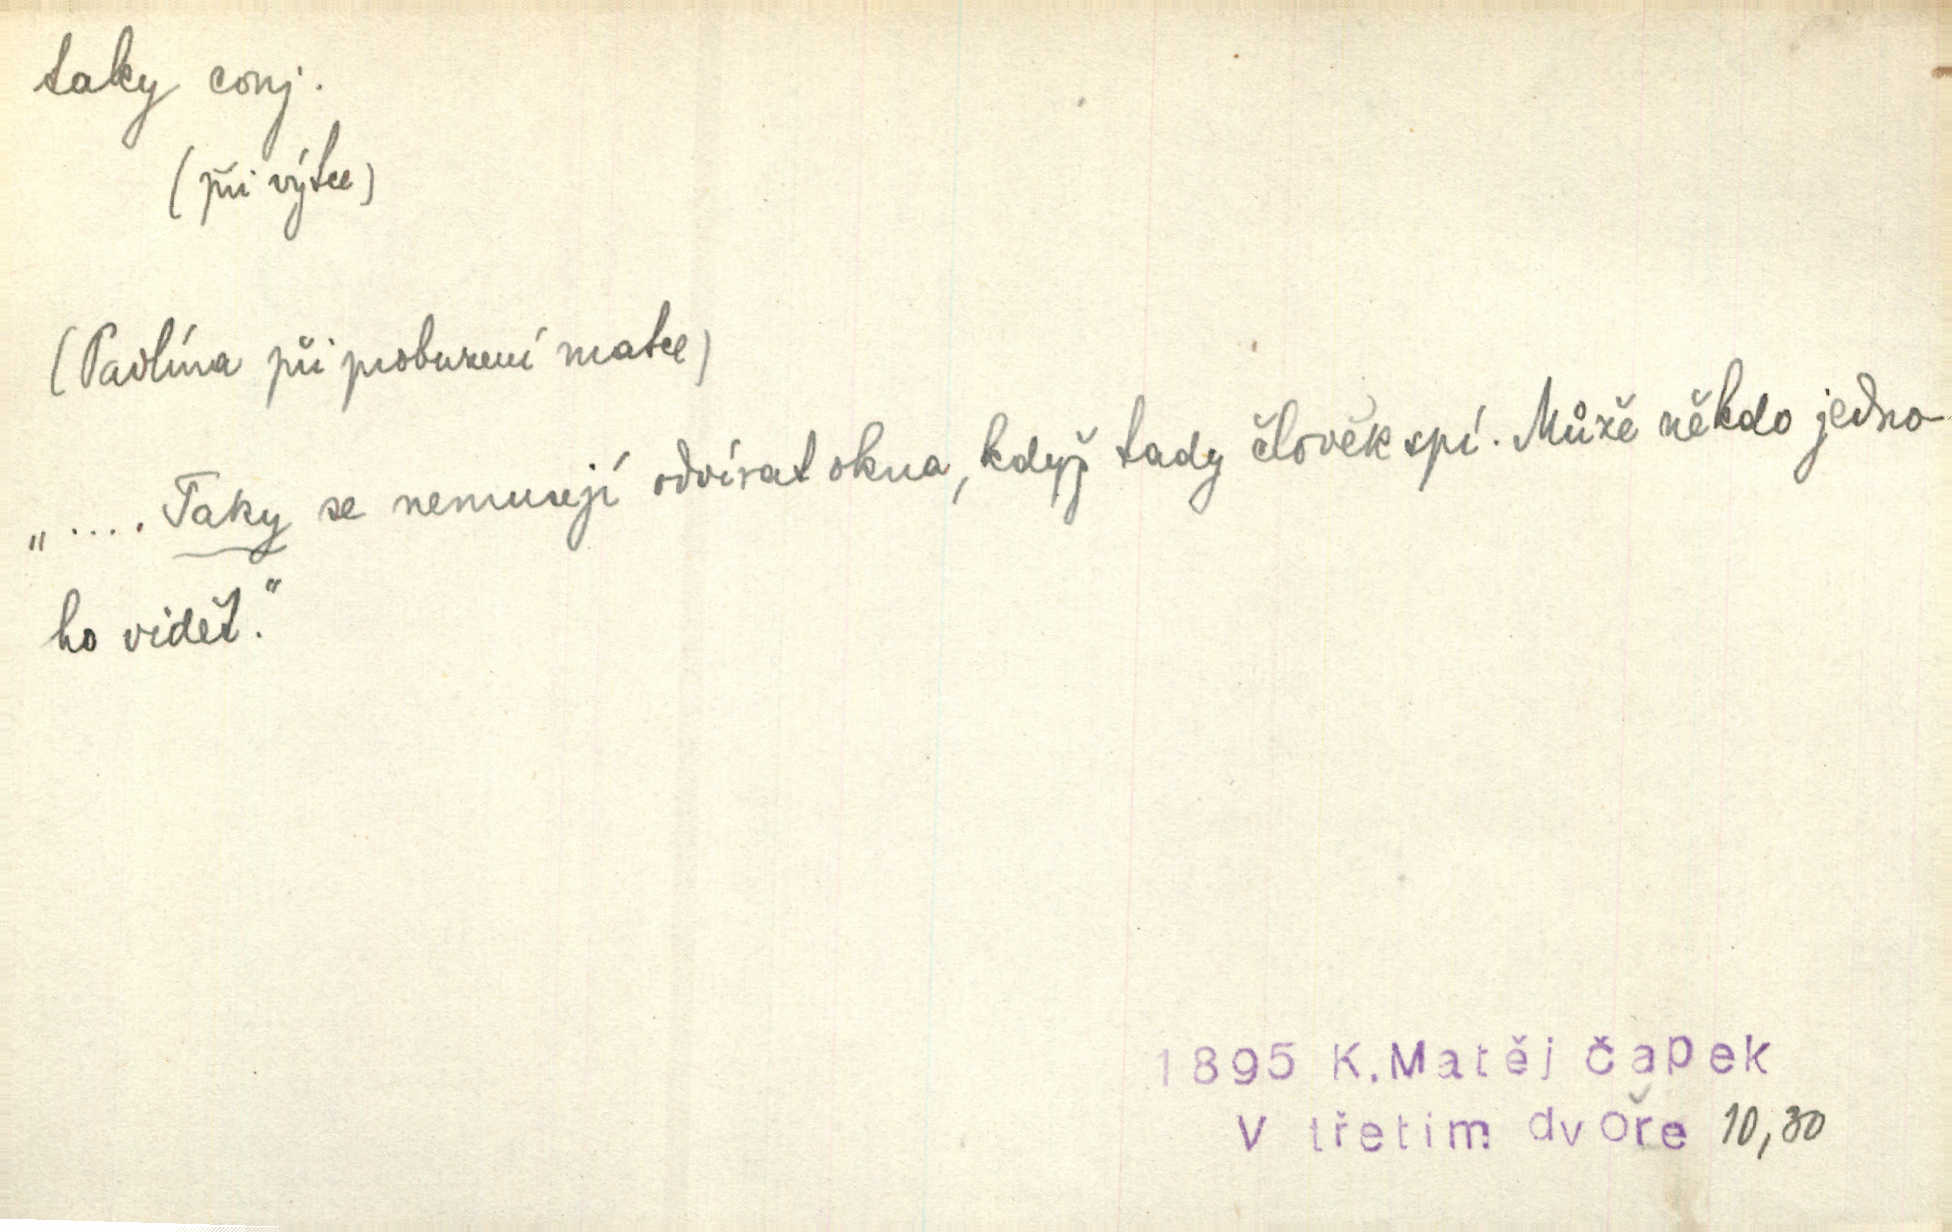 taky conj.
(při výtce)
(Pavlína při probuzení matce)
„.... Taky se nemusejí odvírat okna, když tady člověk spí. Může někdo jedno-
ho vidět."
1895 K.Matěj Čapek
V třetím dvoře 10,30